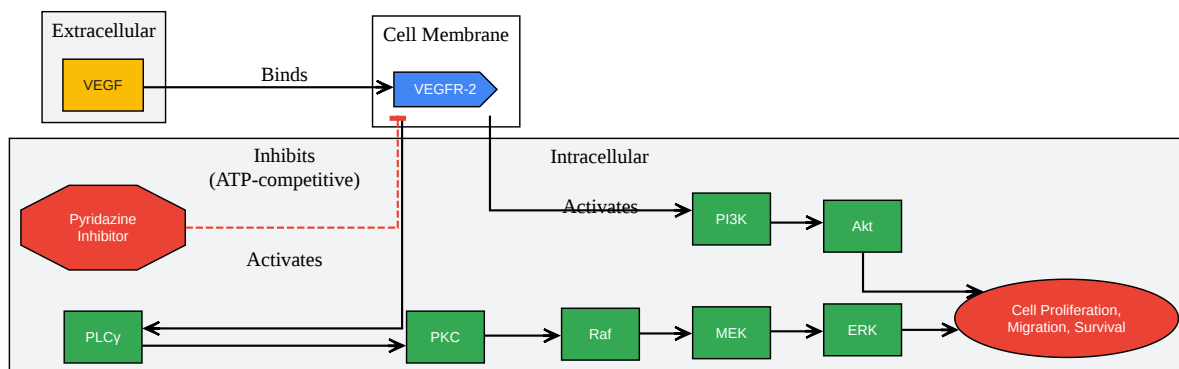 Extracellular
Cell Membrane
VEGF
Binds
VEGFR-2
Inhibits
(ATP-competitive)
Intracellular
Pyridazine
Inhibitor
Activates
PI3K
Akt
Activates
Cell Proliferation,
Migration, Survival
PLCγ
PKC
Raf
MEK
ERK